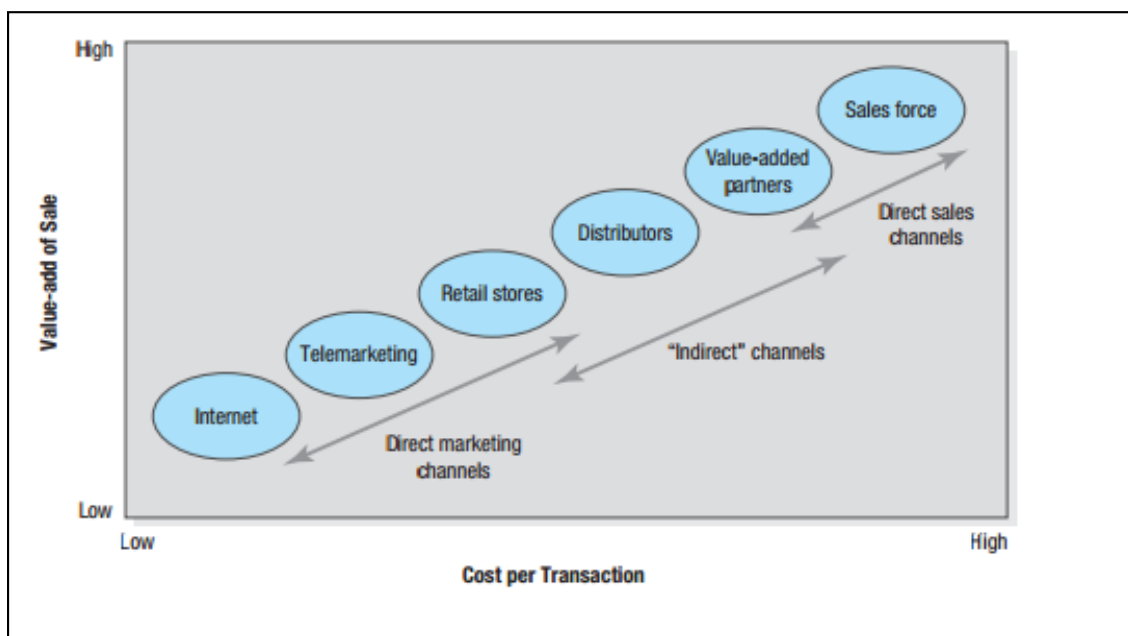 High
Sales force
Value-added
partners
Direct sales
channels
Distributors
Retail stores
"Indirect" channels
Telemarketing
Internet
Direct marketing
channels
Value-add of Sale
Low
Low
High
Cost per Transaction